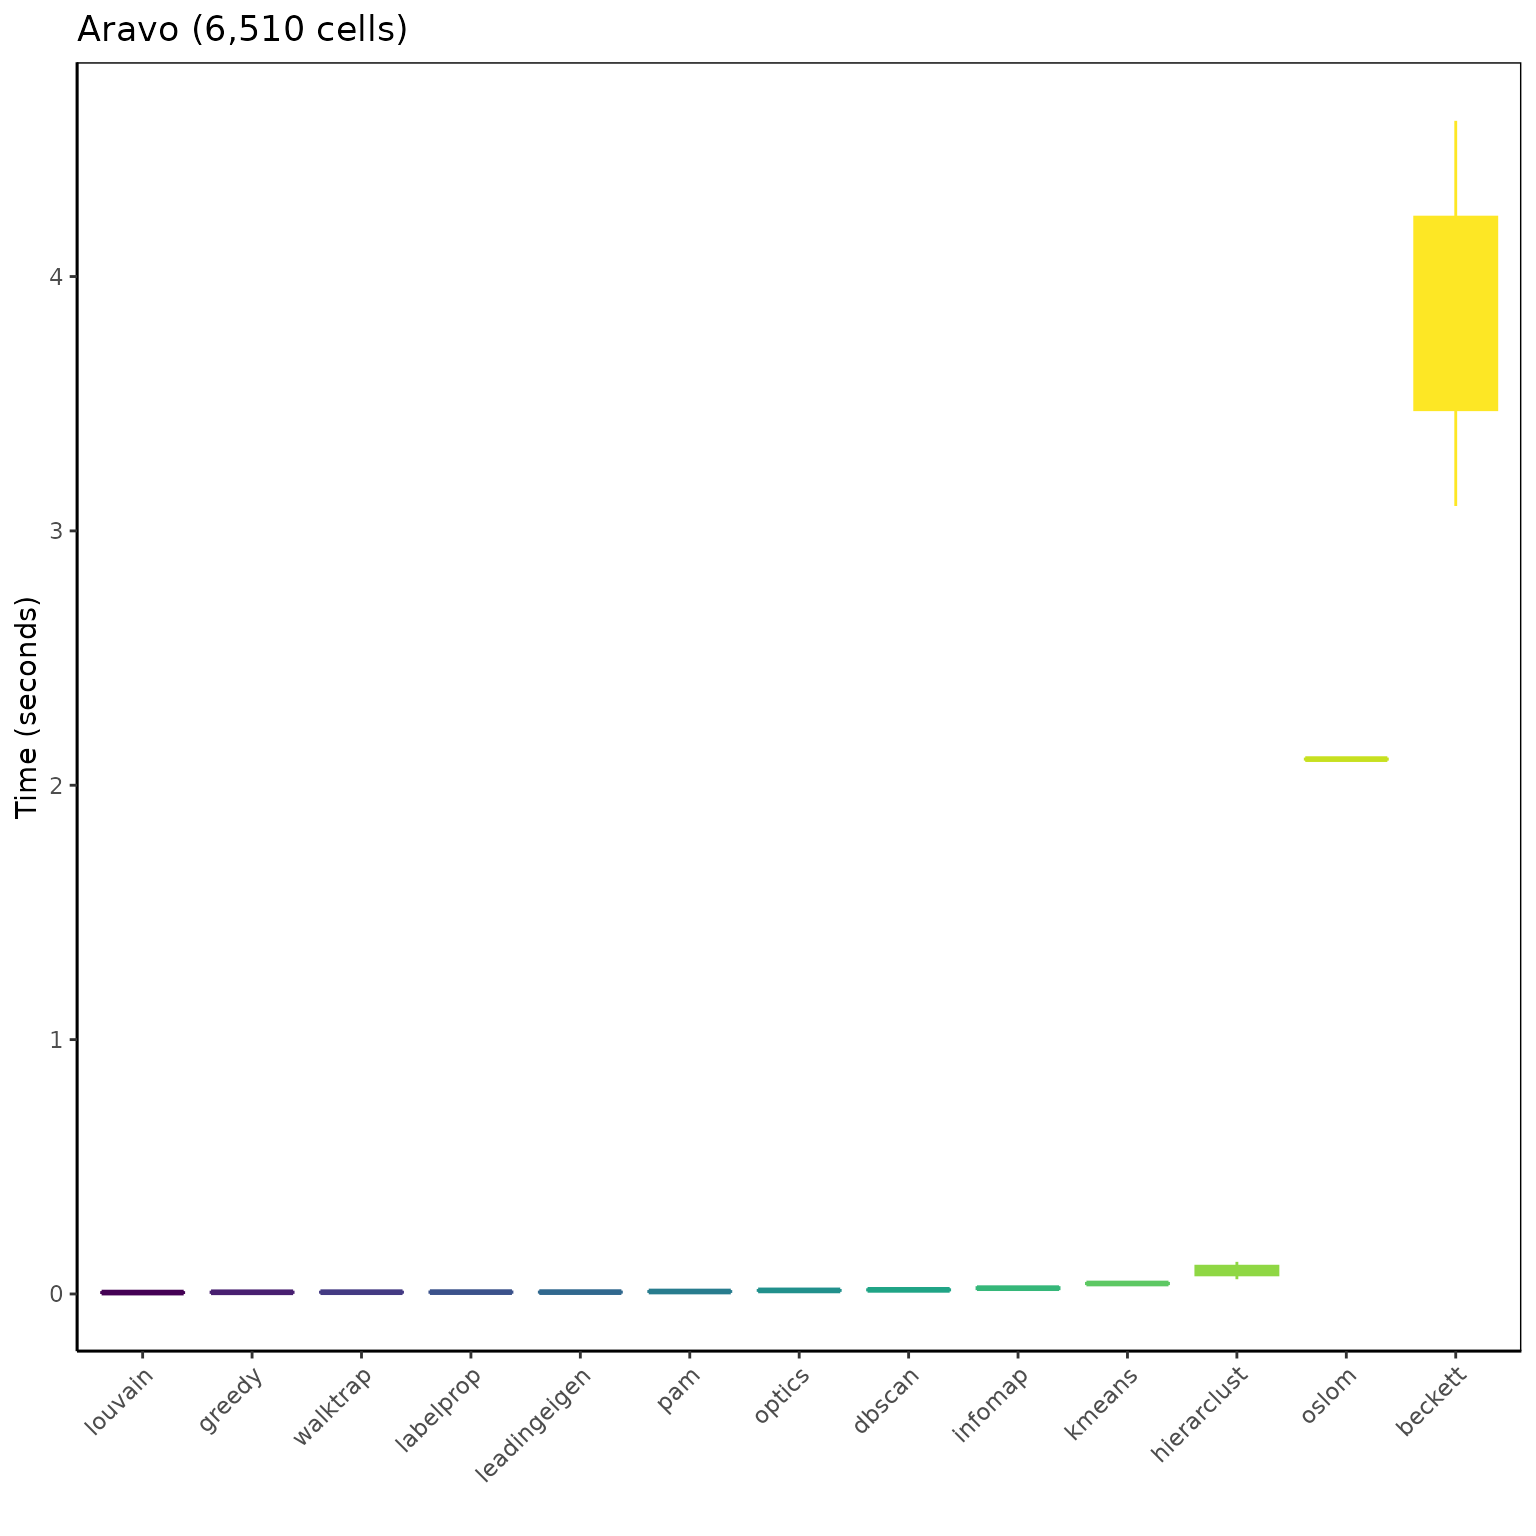 Aravo (6,510 cells)
Time (seconds)
4
3
2
1
0
louvain
greedy
walktrap
labelprop
leadingeigen
pam
optics
dbscan
infomap
kmeans
hierarclust
oslom
beckett